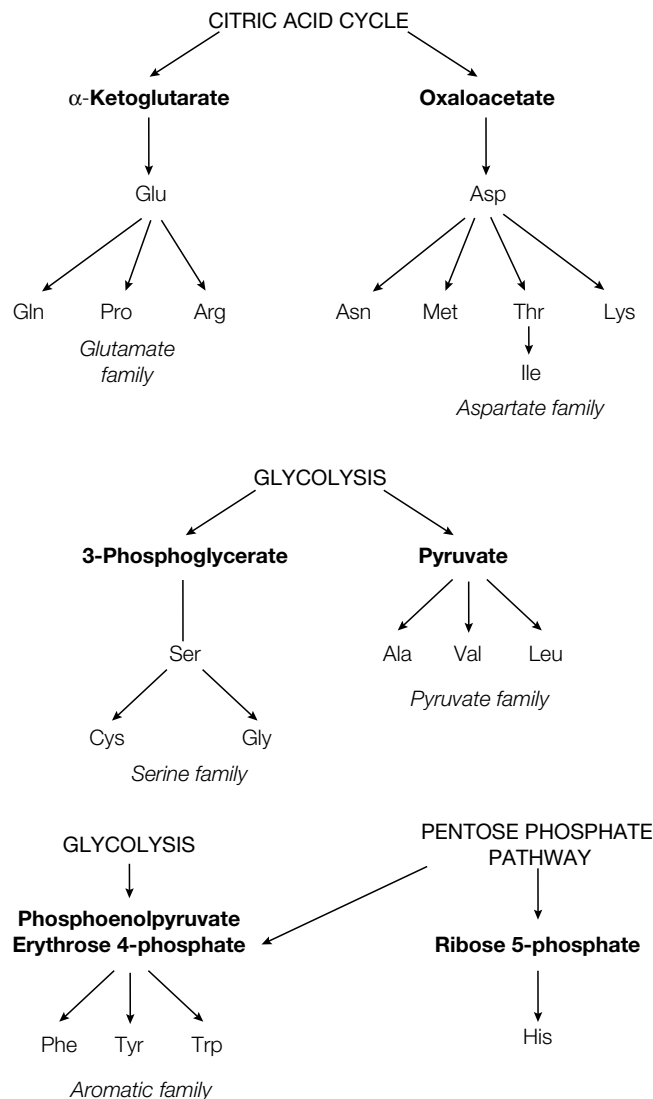 CITRIC ACID CYCLE
α-Ketoglutarate
Oxaloacetate
Glu
Asp
Gln
Pro
Arg
Asn
Met
Thr
Lys
Glutamate
family
Ile
Aspartate family
GLYCOLYSIS
3-Phosphoglycerate
Pyruvate
Ser
Ala
Val
Leu
Pyruvate family
Cys
Gly
Serine family
GLYCOLYSIS
PENTOSE PHOSPHATE
PATHWAY
Phosphoenolpyruvate
Erythrose 4-phosphate
Ribose 5-phosphate
Phe
Tyr
Trp
His
Aromatic family